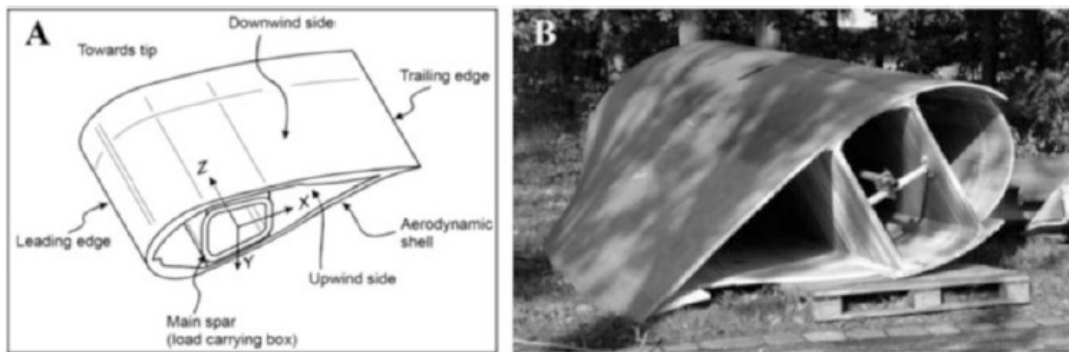 A
Downwind side
B
Towards tip
Trailing edge
Z
X
Aerodynamic
shell
Leading edge
Y
Upwind side
Main spar
(load carrying box)